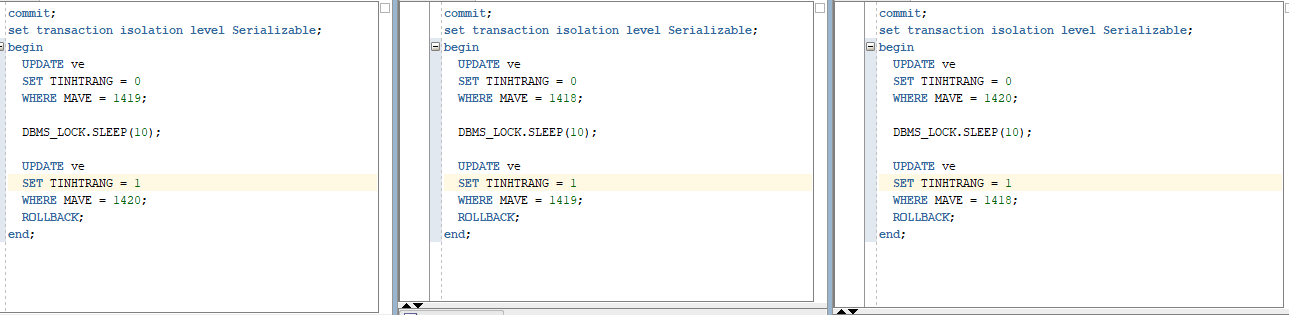 commit;
set transaction isolation level Serializable;
begin
UPDATE ve
SET TINHTRANG = 0
WHERE MAVE = 1419;
DBMS_LOCK.SLEEP(10);
UPDATE ve
SET TINHTRANG = 1
WHERE MAVE = 1420;
ROLLBACK;
end;
commit;
set transaction isolation level Serializable;
begin
UPDATE ve
SET TINHTRANG = 0
WHERE MAVE = 1418;
DBMS_LOCK.SLEEP(10);
UPDATE ve
SET TINHTRANG = 1
WHERE MAVE = 1419;
ROLLBACK;
end;
commit;
set transaction isolation level Serializable;
begin
UPDATE ve
SET TINHTRANG = 0
WHERE MAVE = 1420;
DBMS_LOCK.SLEEP(10);
UPDATE ve
SET TINHTRANG = 1
WHERE MAVE = 1418;
ROLLBACK;
end;